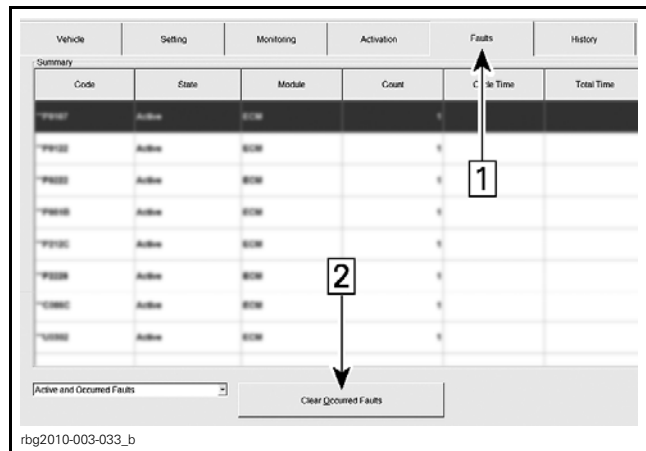 Vehicle Setting Monitoring Activation Faults History
Summary
Code State Module Count Code Time Total Time
Active ECM 1
Active ECM 1
Active ECM 1
1
Active ECM 1
Active ECM 1
Active ECM 1
2
Active ECM 1
Active ECM 1
Active and Occurred Faults
Clear Occurred Faults
rbg2010-003-033_b